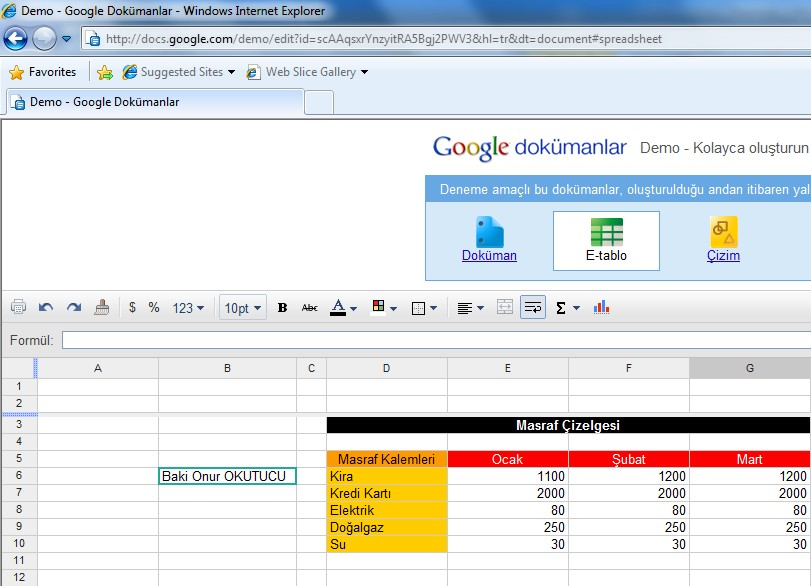 Demo - Google Dokümanlar - Windows Internet Explorer
http://docs.google.com/demo/edit?id=scAAqsxrYnzyitRA5Bgj2PWV3&hl=tr&dt=document#spreadsheet
Favorites Suggested Sites Web Slice Gallery
Demo - Google Dokümanlar
Google dokümanlar Demo - Kolayca oluşturun
Deneme amaçlı bu dokümanlar, oluşturulduğu andan itibaren yal
Doküman E-tablo Çizim
$ % 123 10pt B Abc A Σ
Formül:
A B C D E F G
1
2
3 Masraf Çizelgesi
4
5 Masraf Kalemleri Ocak Şubat Mart
6 Baki Onur OKUTUCU Kira 1100 1200 1200
7 Kredi Kartı 2000 2000 2000
8 Elektrik 80 80 80
9 Doğalgaz 250 250 250
10 Su 30 30 30
11
12